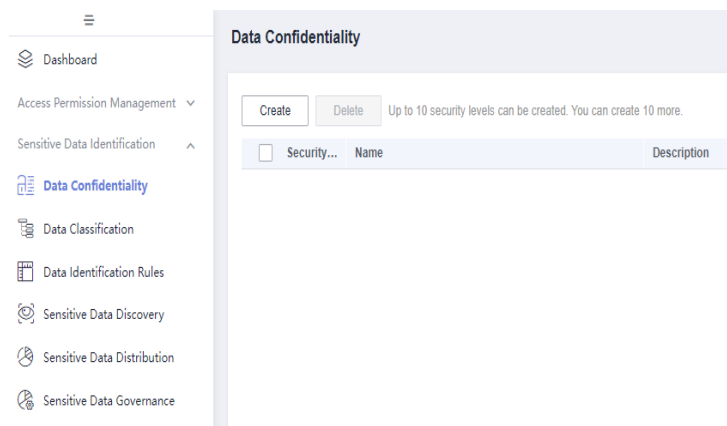 Dashboard
Access Permission Management
Sensitive Data Identification
Data Confidentiality
Data Classification
Data Identification Rules
Sensitive Data Discovery
Sensitive Data Distribution
Sensitive Data Governance
Data Confidentiality
Create Delete Up to 10 security levels can be created. You can create 10 more.
Security... Name Description